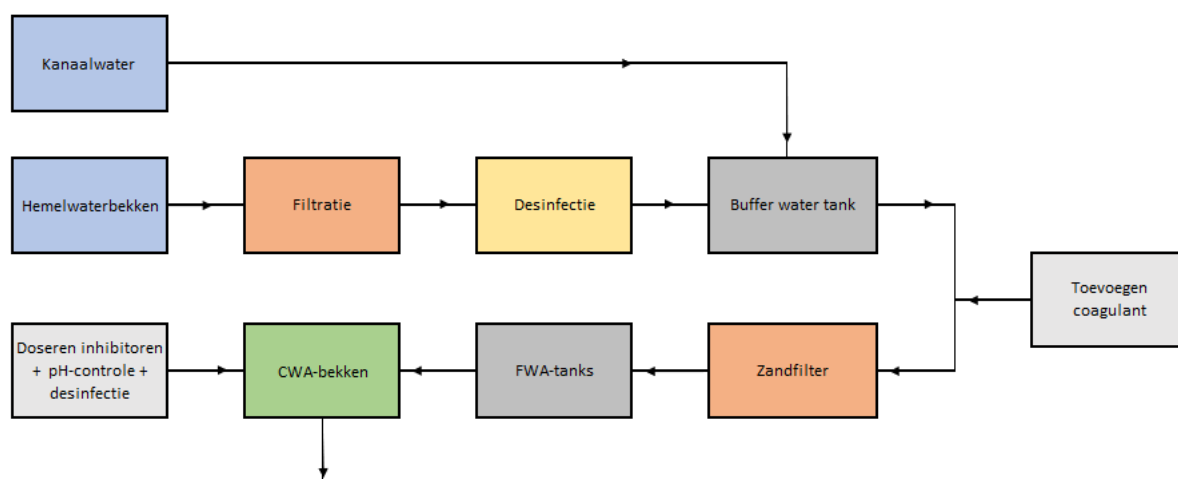 Kanaalwater
Hemelwaterbekken
Filtratie
Desinfectie
Buffer water tank
Toevoegen
coagulant
Doseren inhibitoren
+ pH-controle +
desinfectie
CWA-bekken
FWA-tanks
Zandfilter